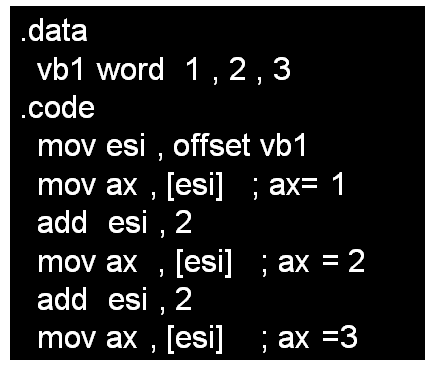 .data
vb1 word 1 , 2 , 3
.code
mov esi , offset vb1
mov ax , [esi] ; ax= 1
add esi , 2
mov ax , [esi] ; ax = 2
add esi , 2
mov ax , [esi] ; ax =3